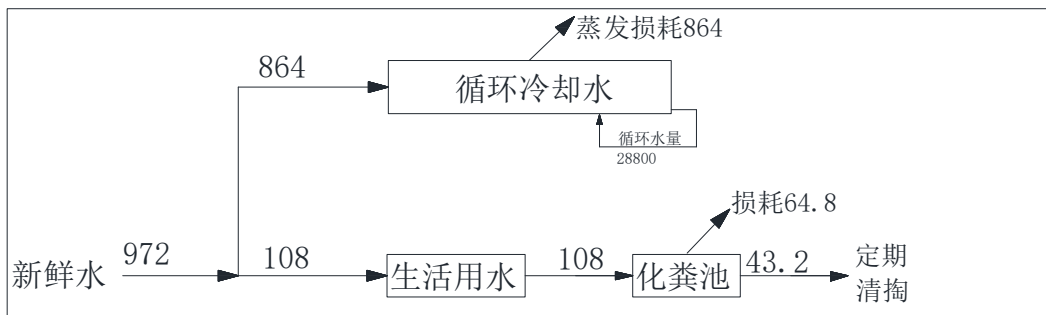 蒸发损耗864
864
循环冷却水
循环水量
28800
损耗64.8
新鲜水
972
108
生活用水
108
化粪池
43.2
定期
清掏